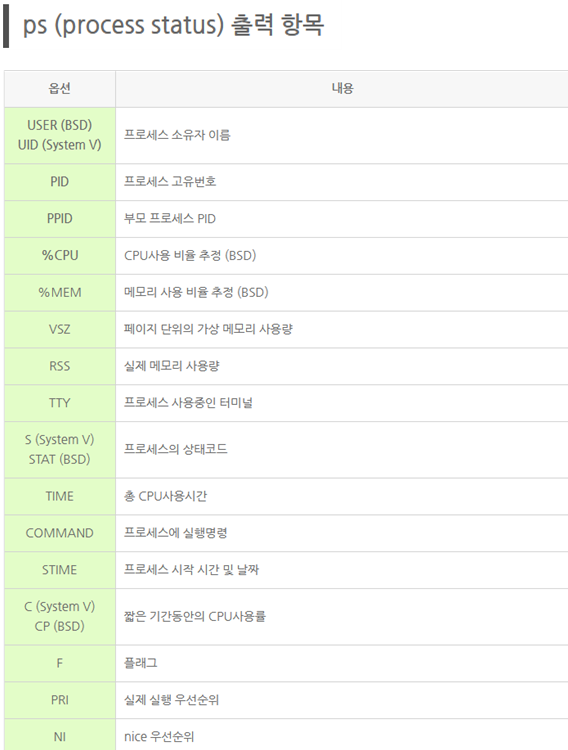 ps (process status) 출력 항목
옵션 내용
USER (BSD)
UID (System V)
프로세스 소유자 이름
PID 프로세스 고유번호
PPID 부모 프로세스 PID
%CPU CPU사용 비율 추정 (BSD)
%MEM 메모리 사용 비율 추정 (BSD)
VSZ 페이지 단위의 가상 메모리 사용량
RSS 실제 메모리 사용량
TTY 프로세스 사용중인 터미널
S (System V)
STAT (BSD)
프로세스의 상태코드
TIME 총 CPU사용시간
COMMAND 프로세스에 실행명령
STIME 프로세스 시작 시간 및 날짜
C (System V)
CP (BSD)
짧은 기간동안의 CPU사용률
F 플래그
PRI 실제 실행 우선순위
NI nice 우선순위